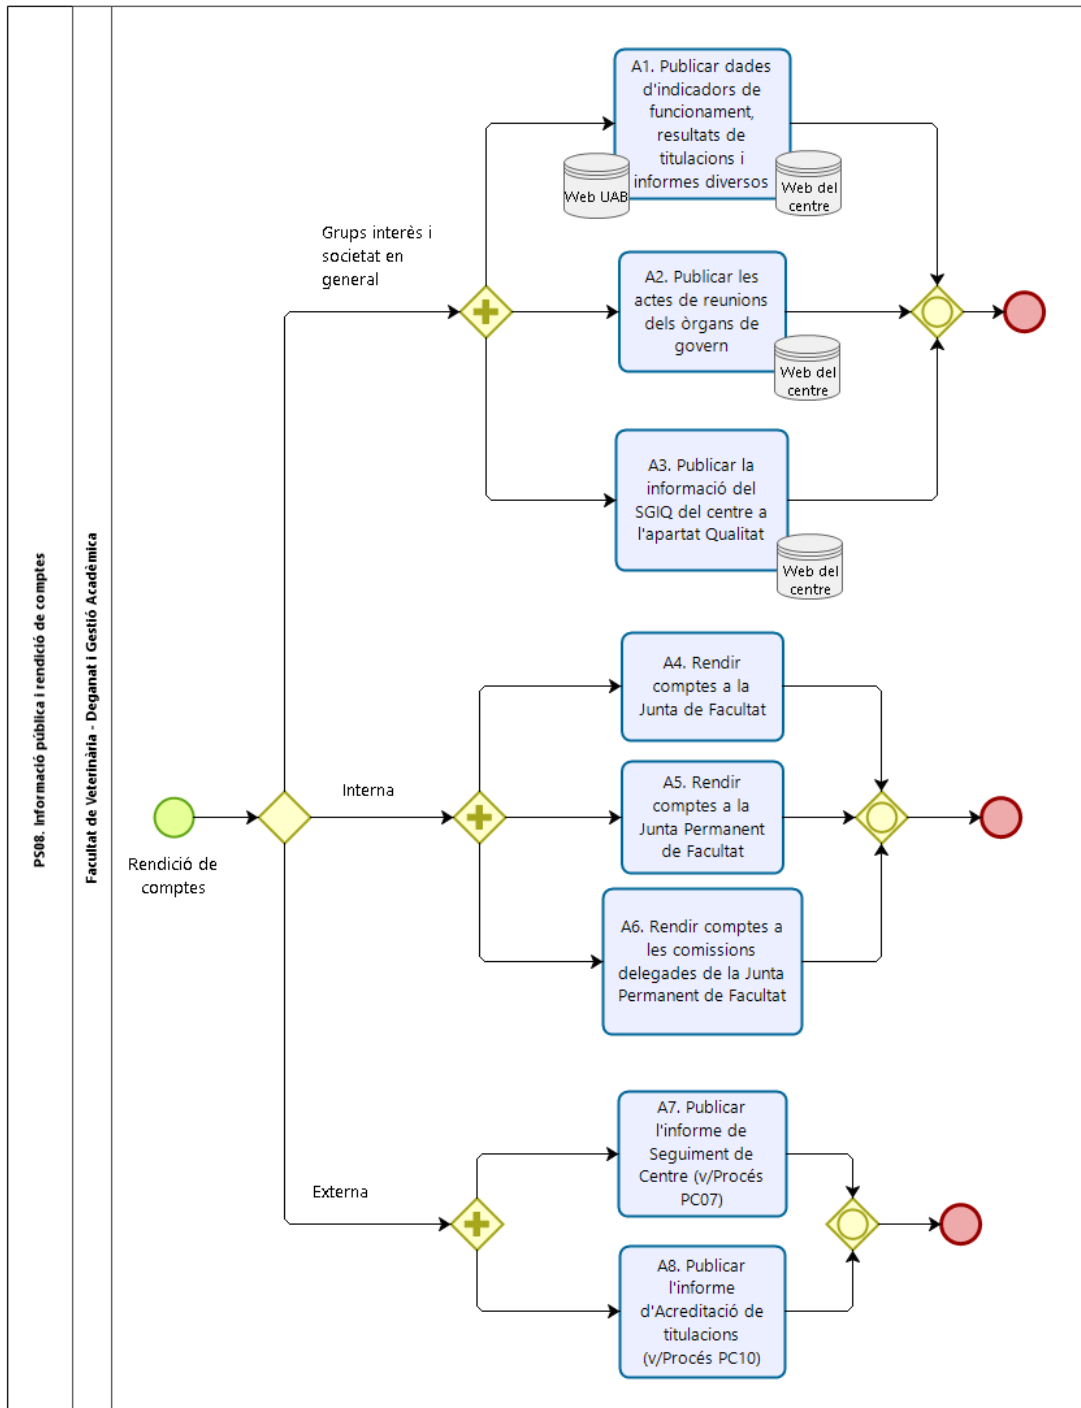 PS08. Informació pública i rendició de comptes
Facultat de Veterinària - Deganat i Gestió Acadèmica
Rendició de
comptes
Grups interès i
societat en
general
A1. Publicar dades
d'indicadors de
funcionament,
resultats de
titulacions i
informes diversos
Web UAB
Web del
centre
A2. Publicar les
actes de reunions
dels òrgans de
govern
Web del
centre
A3. Publicar la
informació del
SGIQ del centre a
l'apartat Qualitat
Web del
centre
Interna
A4. Rendir
comptes a la
Junta de Facultat
A5. Rendir
comptes a la
Junta Permanent
de Facultat
A6. Rendir comptes a
les comissions
delegades de la Junta
Permanent de Facultat
Externa
A7. Publicar
l'informe de
Seguiment de
Centre (v/Procés
PC07)
A8. Publicar
l'informe
d'Acreditació de
titulacions
(v/Procés PC10)